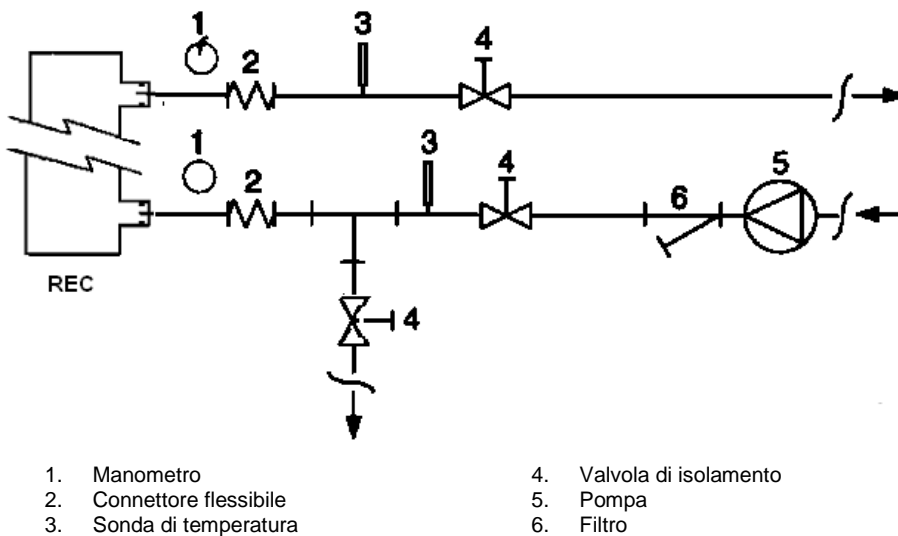 1
2
3
4
1
2
3
4
6
5
REC
4
1. Manometro
2. Connettore flessibile
3. Sonda di temperatura
4. Valvola di isolamento
5. Pompa
6. Filtro